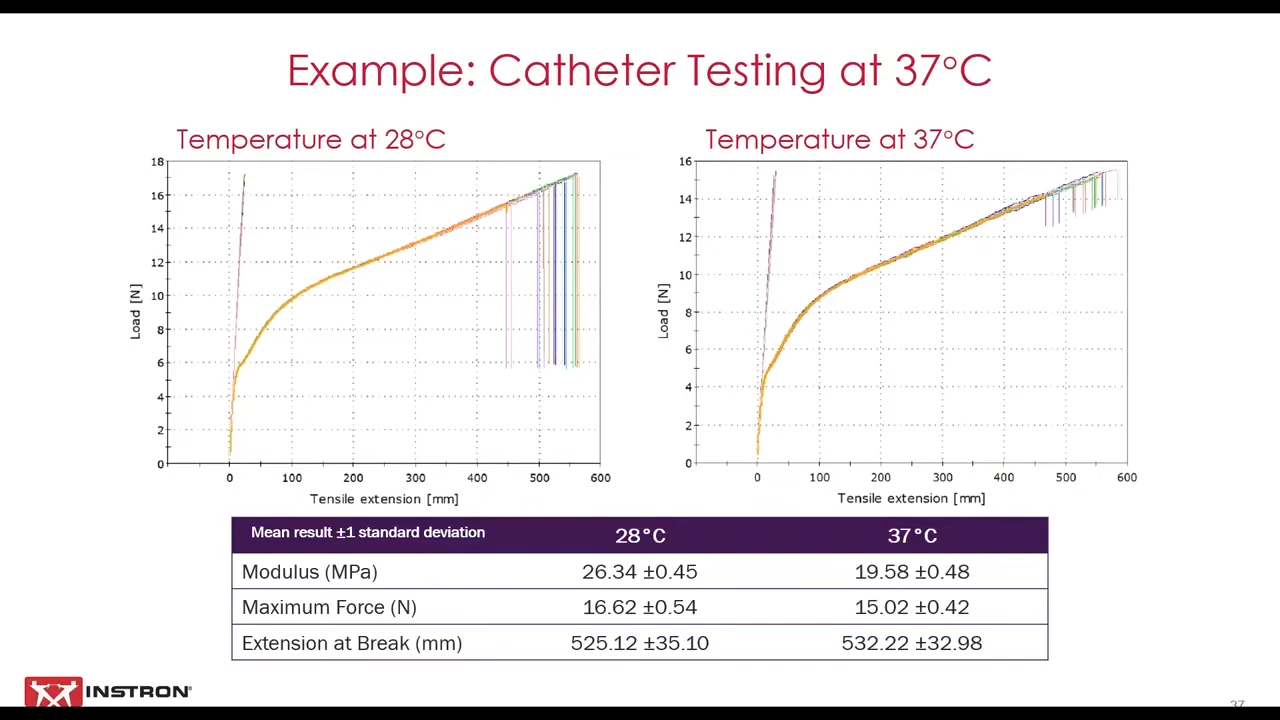 Example: Catheter Testing at 37°C
Temperature at 28°C
18
16
14
12
10
8
6
4
2
0
Load [N]
0 100 200 300 400 500 600
Tensile extension [mm]
Temperature at 37°C
16
14
12
10
8
6
4
2
0
Load [N]
0 100 200 300 400 500 600
Tensile extension [mm]
Mean result ±1 standard deviation 28°C 37°C
Modulus (MPa) 26.34 ±0.45 19.58 ±0.48
Maximum Force (N) 16.62 ±0.54 15.02 ±0.42
Extension at Break (mm) 525.12 ±35.10 532.22 ±32.98
INSTRON®
37